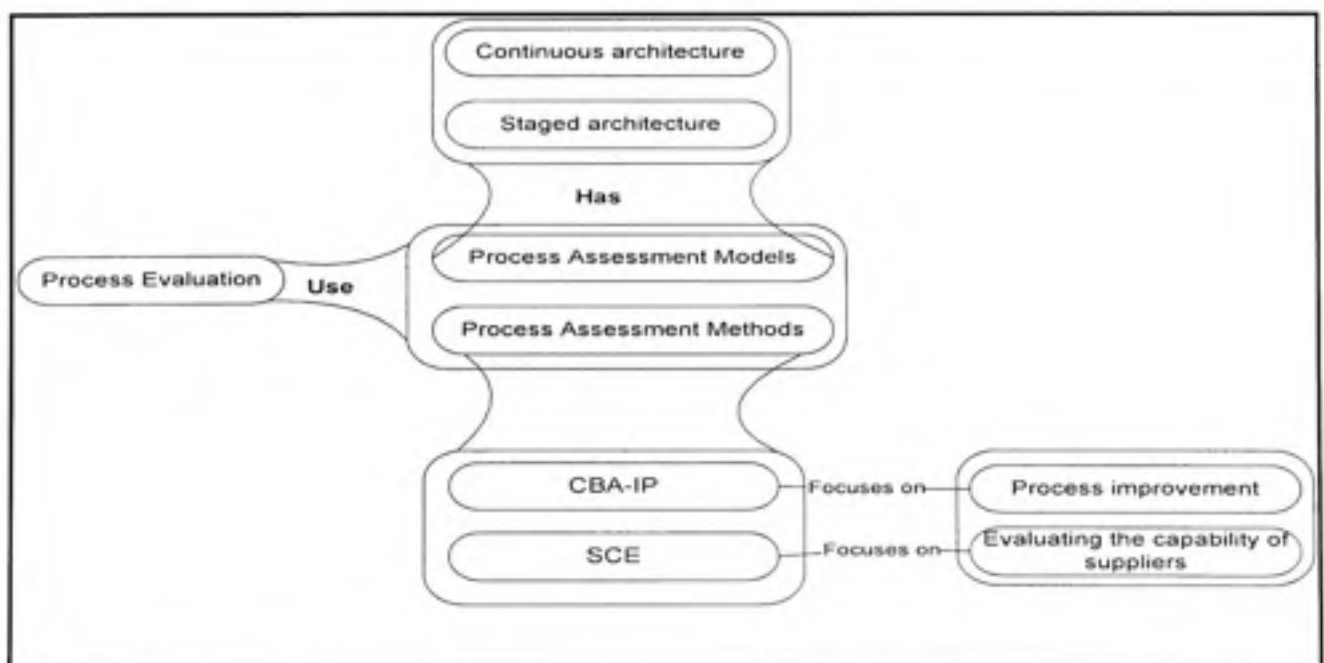 Continuous architecture
Staged architecture
Has
Process Assessment Models
Process Evaluation
Use
Process Assessment Methods
CBA-IP
Focuses on
Process improvement
SCE
Focuses on
Evaluating the capability of
suppliers